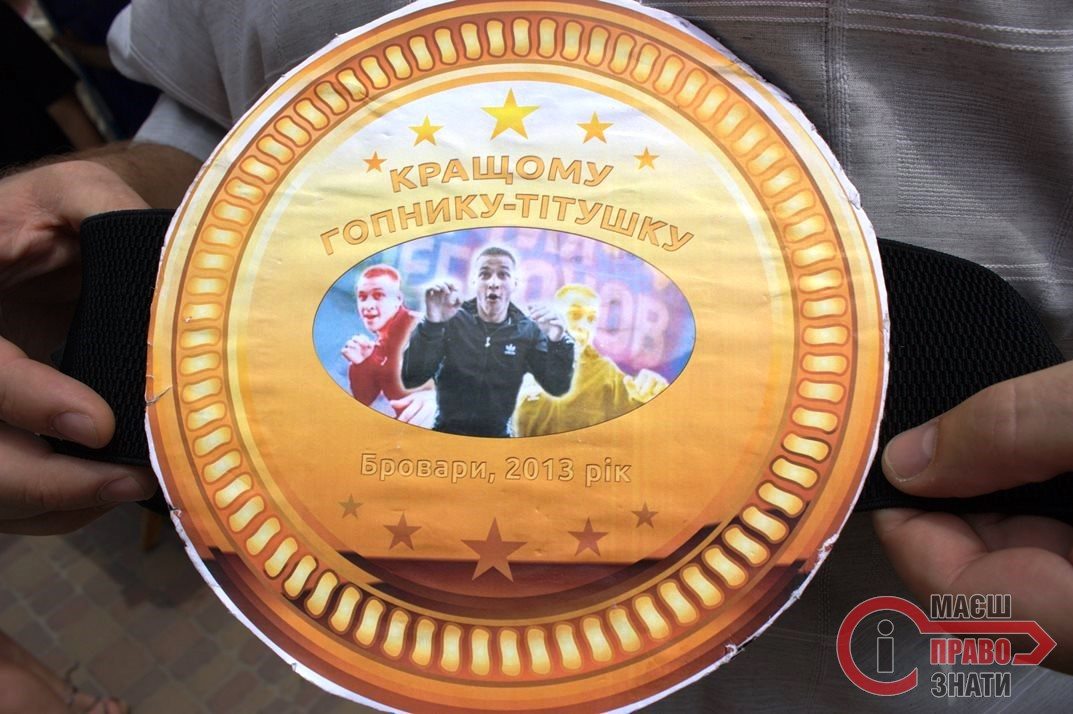 КРАЩОМУ
ГОПНИКУ-ТІТУШКУ
Бровари, 2013 рік
МАЄШ
ПРАВО
ЗНАТИ